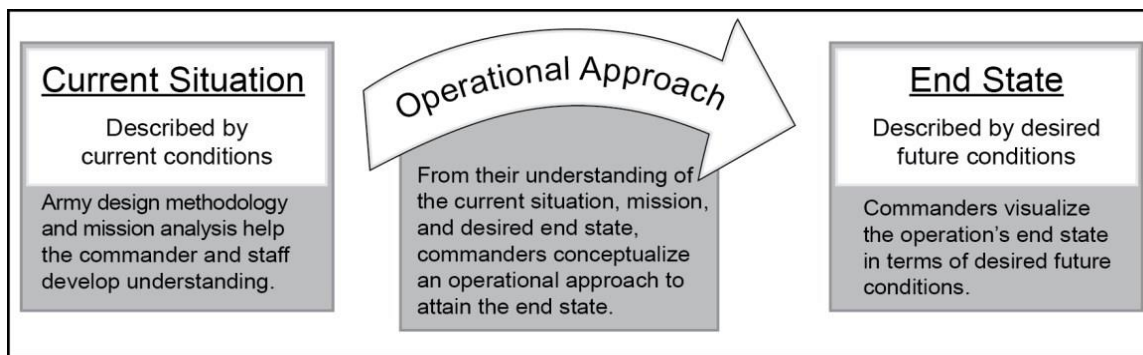 Current Situation
Described by
current conditions
Army design methodology
and mission analysis help
the commander and staff
develop understanding.
Operational Approach
From their understanding of
the current situation, mission,
and desired end state,
commanders conceptualize
an operational approach to
attain the end state.
End State
Described by desired
future conditions
Commanders visualize
the operation's end state
in terms of desired future
conditions.